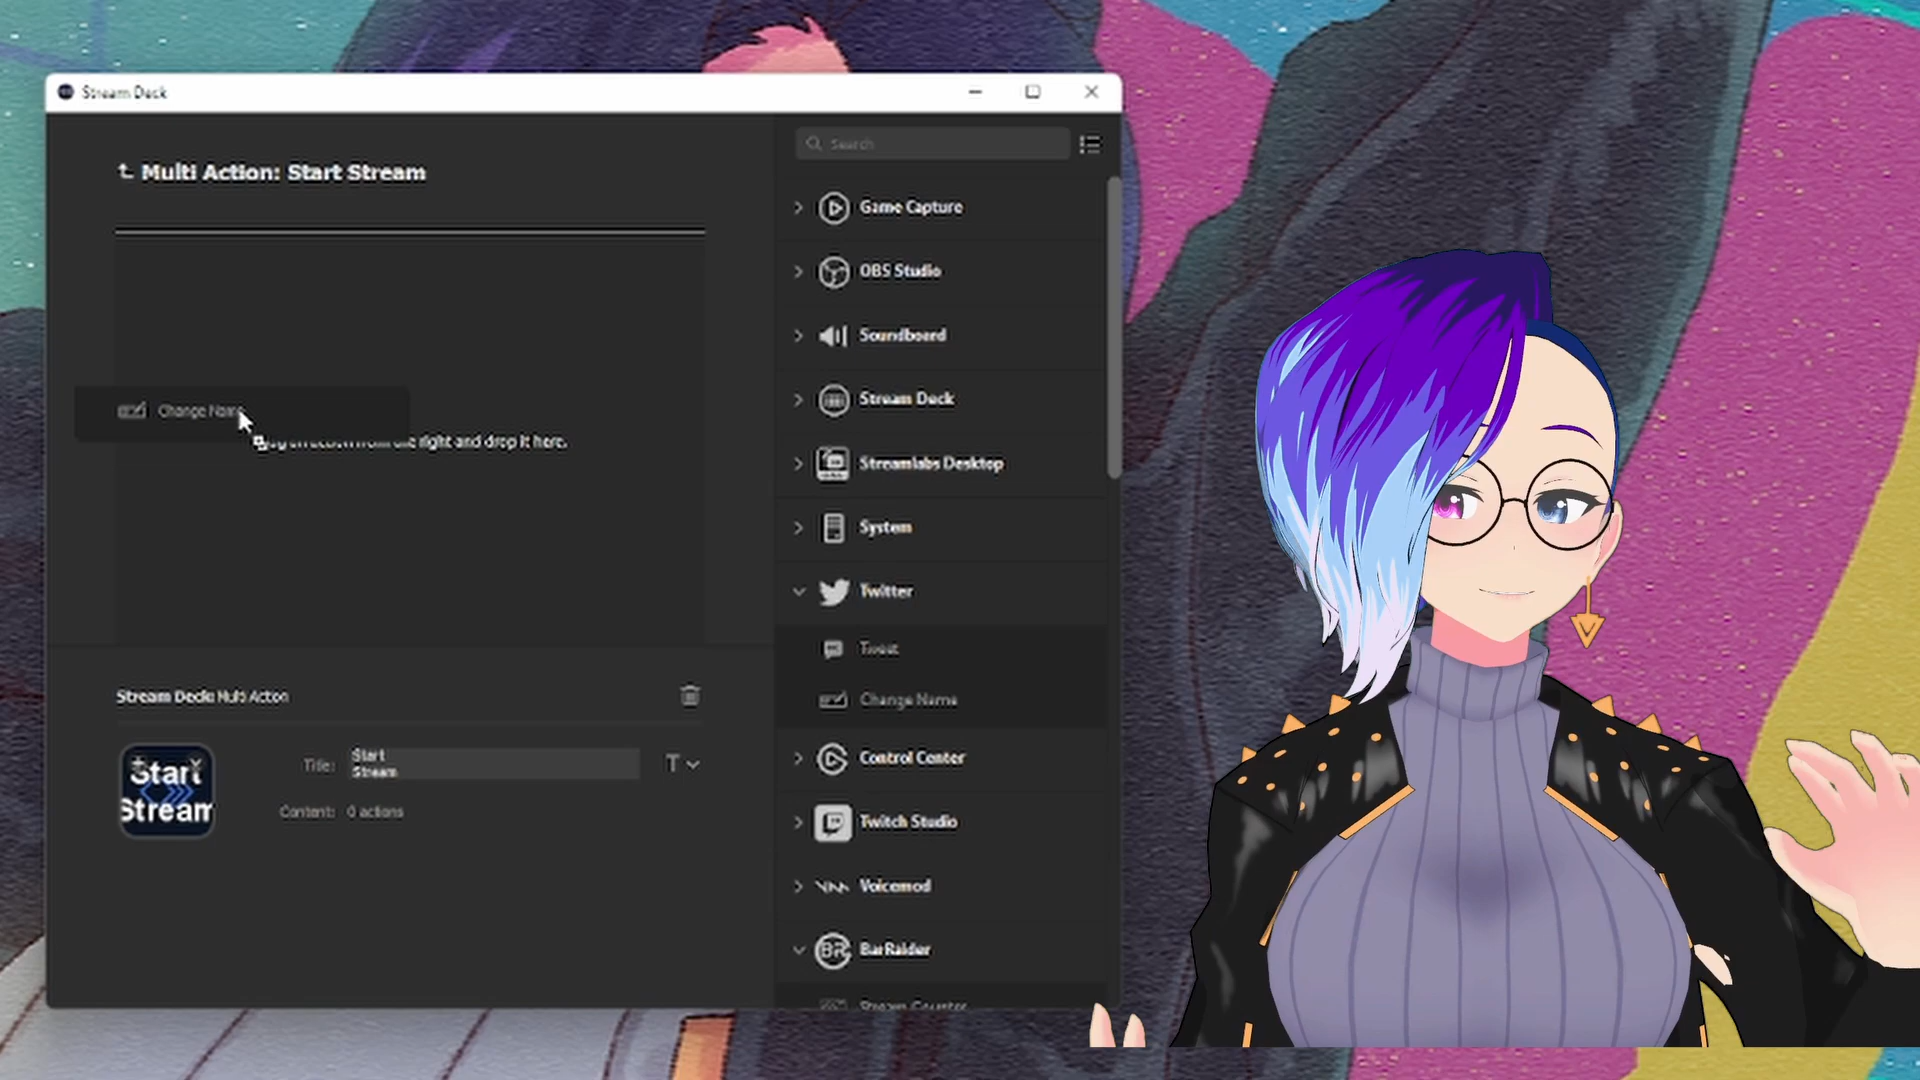 Stream Deck
Multi Action: Start Stream
Search
Game Capture
OBS Studio
Soundboard
Stream Deck
Streamlabs Desktop
System
Twitter
Tweet
Change Name
Control Center
Twitch Studio
Voicemod
BarRaider
Stream Counter
Change Name
right and drop it here.
Stream Deck: Multi Action
Start
Stream
Title:
Start
Stream
T
Content: 0 actions